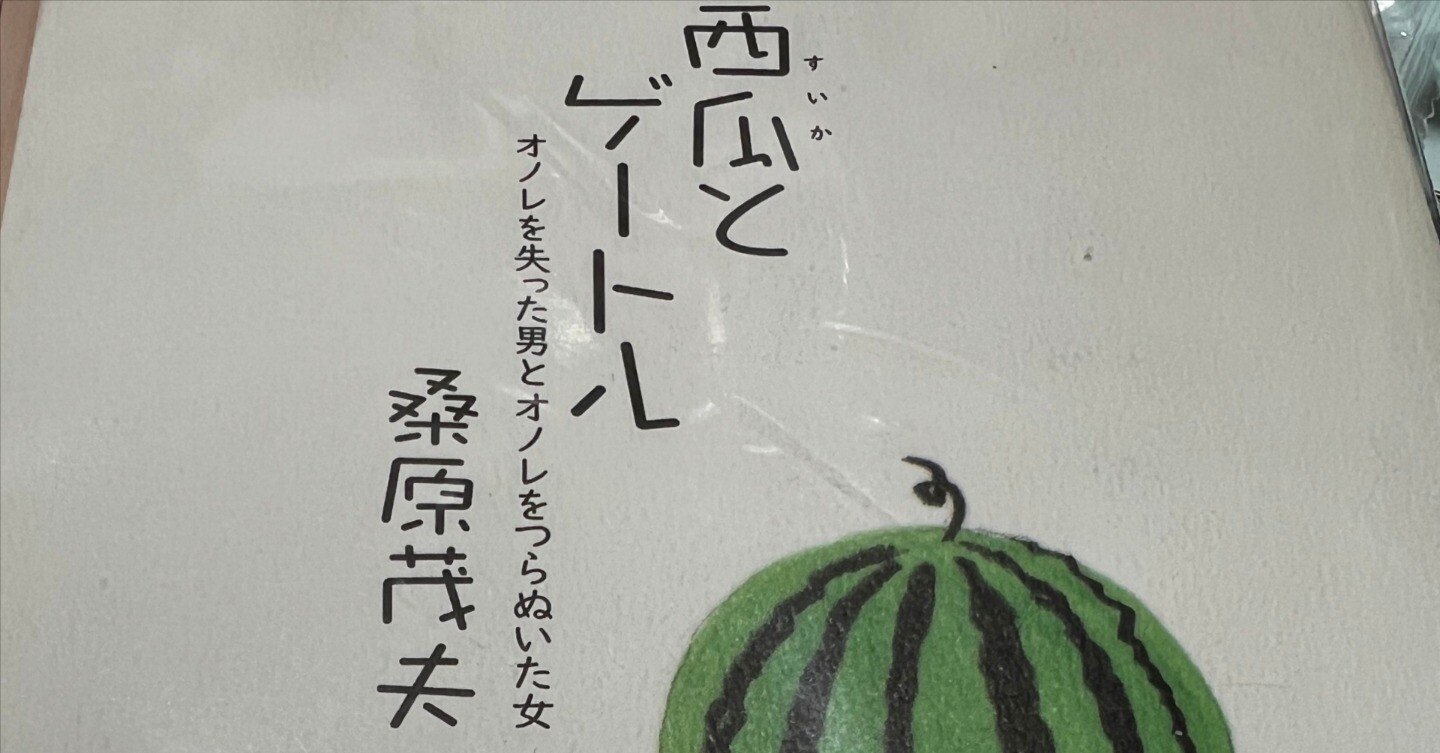 西瓜と
すいか
ゲートル
オノレを失った男とオノレをつらぬいた女
桑原茂夫